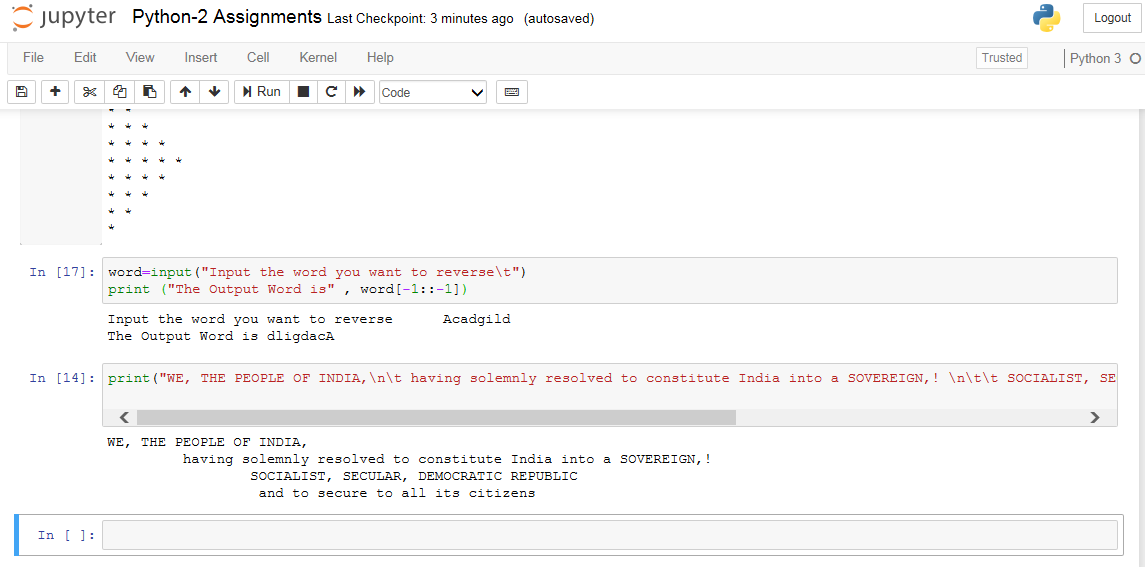 jupyter Python-2 Assignments Last Checkpoint: 3 minutes ago (autosaved) Logout
File Edit View Insert Cell Kernel Help Trusted Python 3
Run Code
* *
* * *
* * * *
* * * * *
* * * *
* * *
* *
*
In [17]: word=input("Input the word you want to reverse\t")
print ("The Output Word is" , word[-1::-1])
Input the word you want to reverse Acadgild
The Output Word is dligdacA
In [14]: print("WE, THE PEOPLE OF INDIA,\n\t having solemnly resolved to constitute India into a SOVEREIGN,! \n\t\t SOCIALIST, SE
WE, THE PEOPLE OF INDIA,
having solemnly resolved to constitute India into a SOVEREIGN,!
SOCIALIST, SECULAR, DEMOCRATIC REPUBLIC
and to secure to all its citizens
In [ ]: